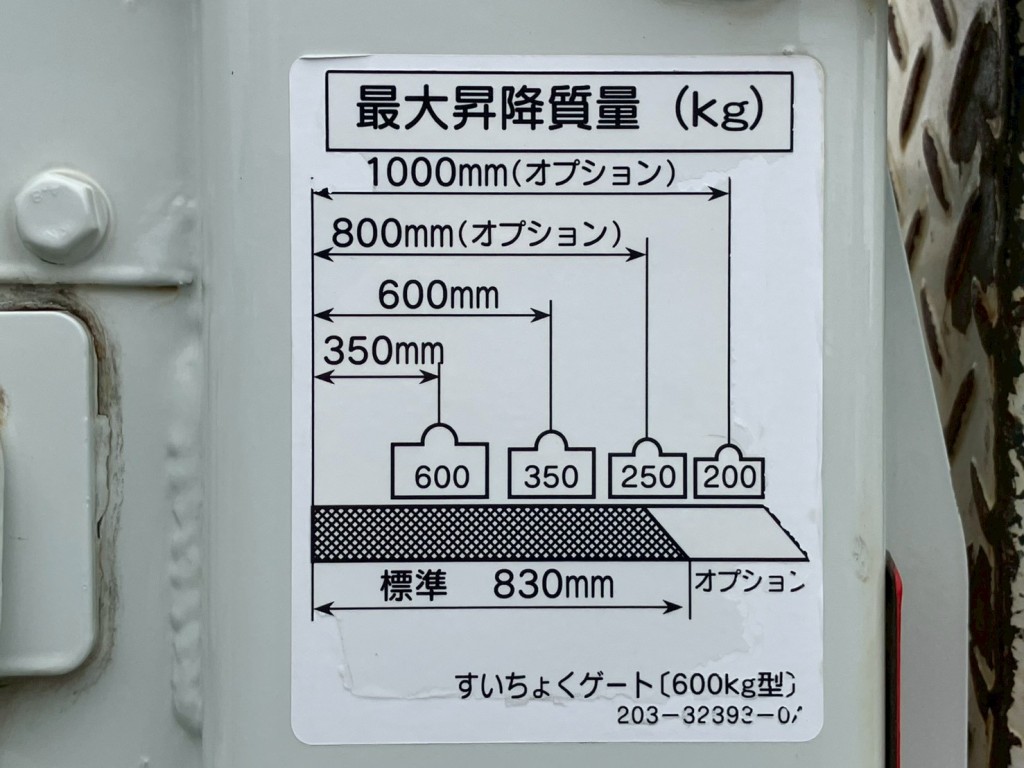 最大昇降質量 (kg)
1000mm(オプション)
800mm(オプション)
600mm
350mm
600 350 250 200
標準 830mm オプション
すいちょくゲート〔600kg型〕